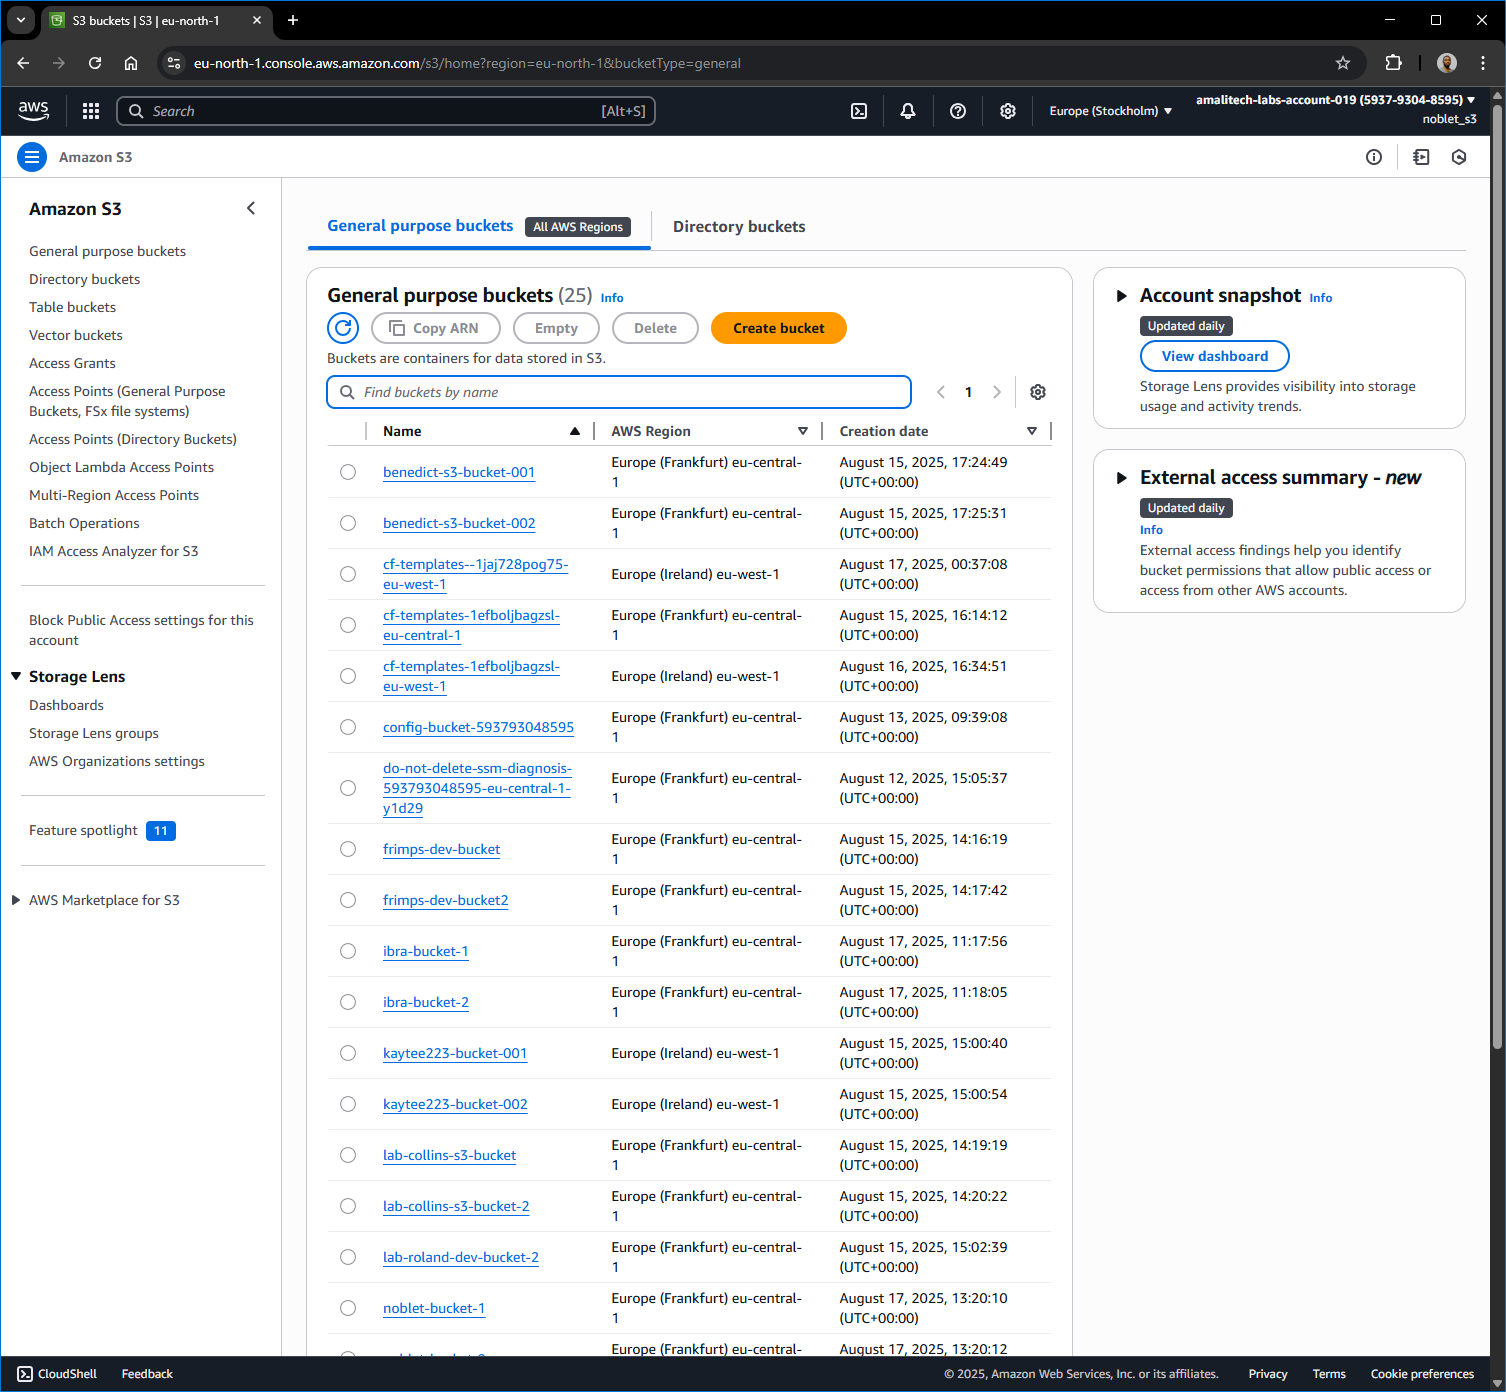 S3 buckets | S3 | eu-north-1
eu-north-1.console.aws.amazon.com/s3/home?region=eu-north-1&bucketType=general
aws
Search
[Alt+S]
Europe (Stockholm)
amalitech-labs-account-019 (5937-9304-8595)
noblet_s3
Amazon S3
Amazon S3
General purpose buckets
Directory buckets
Table buckets
Vector buckets
Access Grants
Access Points (General Purpose
Buckets, FSx file systems)
Access Points (Directory Buckets)
Object Lambda Access Points
Multi-Region Access Points
Batch Operations
IAM Access Analyzer for S3
Block Public Access settings for this
account
Storage Lens
Dashboards
Storage Lens groups
AWS Organizations settings
Feature spotlight 11
AWS Marketplace for S3
General purpose buckets All AWS Regions
Directory buckets
General purpose buckets (25) Info
Copy ARN
Empty
Delete
Create bucket
Buckets are containers for data stored in S3.
Find buckets by name
1
Name
AWS Region
Creation date
benedict-s3-bucket-001
Europe (Frankfurt) eu-central-
1
August 15, 2025, 17:24:49
(UTC+00:00)
benedict-s3-bucket-002
Europe (Frankfurt) eu-central-
1
August 15, 2025, 17:25:31
(UTC+00:00)
cf-templates--1jaj728pog75-
eu-west-1
Europe (Ireland) eu-west-1
August 17, 2025, 00:37:08
(UTC+00:00)
cf-templates-1efboljbagzsl-
eu-central-1
Europe (Frankfurt) eu-central-
1
August 15, 2025, 16:14:12
(UTC+00:00)
cf-templates-1efboljbagzsl-
eu-west-1
Europe (Ireland) eu-west-1
August 16, 2025, 16:34:51
(UTC+00:00)
config-bucket-593793048595
Europe (Frankfurt) eu-central-
1
August 13, 2025, 09:39:08
(UTC+00:00)
do-not-delete-ssm-diagnosis-
593793048595-eu-central-1-
y1d29
Europe (Frankfurt) eu-central-
1
August 12, 2025, 15:05:37
(UTC+00:00)
frimps-dev-bucket
Europe (Frankfurt) eu-central-
1
August 15, 2025, 14:16:19
(UTC+00:00)
frimps-dev-bucket2
Europe (Frankfurt) eu-central-
1
August 15, 2025, 14:17:42
(UTC+00:00)
ibra-bucket-1
Europe (Frankfurt) eu-central-
1
August 17, 2025, 11:17:56
(UTC+00:00)
ibra-bucket-2
Europe (Frankfurt) eu-central-
1
August 17, 2025, 11:18:05
(UTC+00:00)
kaytee223-bucket-001
Europe (Ireland) eu-west-1
August 15, 2025, 15:00:40
(UTC+00:00)
kaytee223-bucket-002
Europe (Ireland) eu-west-1
August 15, 2025, 15:00:54
(UTC+00:00)
lab-collins-s3-bucket
Europe (Frankfurt) eu-central-
1
August 15, 2025, 14:19:19
(UTC+00:00)
lab-collins-s3-bucket-2
Europe (Frankfurt) eu-central-
1
August 15, 2025, 14:20:22
(UTC+00:00)
lab-roland-dev-bucket-2
Europe (Frankfurt) eu-central-
1
August 15, 2025, 15:02:39
(UTC+00:00)
noblet-bucket-1
Europe (Frankfurt) eu-central-
1
August 17, 2025, 13:20:10
(UTC+00:00)
Europe (Frankfurt) eu-central-
August 17, 2025, 13:20:12
Account snapshot Info
Updated daily
View dashboard
Storage Lens provides visibility into storage
usage and activity trends.
External access summary - new
Updated daily
Info
External access findings help you identify
bucket permissions that allow public access or
access from other AWS accounts.
CloudShell
Feedback
© 2025, Amazon Web Services, Inc. or its affiliates.
Privacy
Terms
Cookie preferences